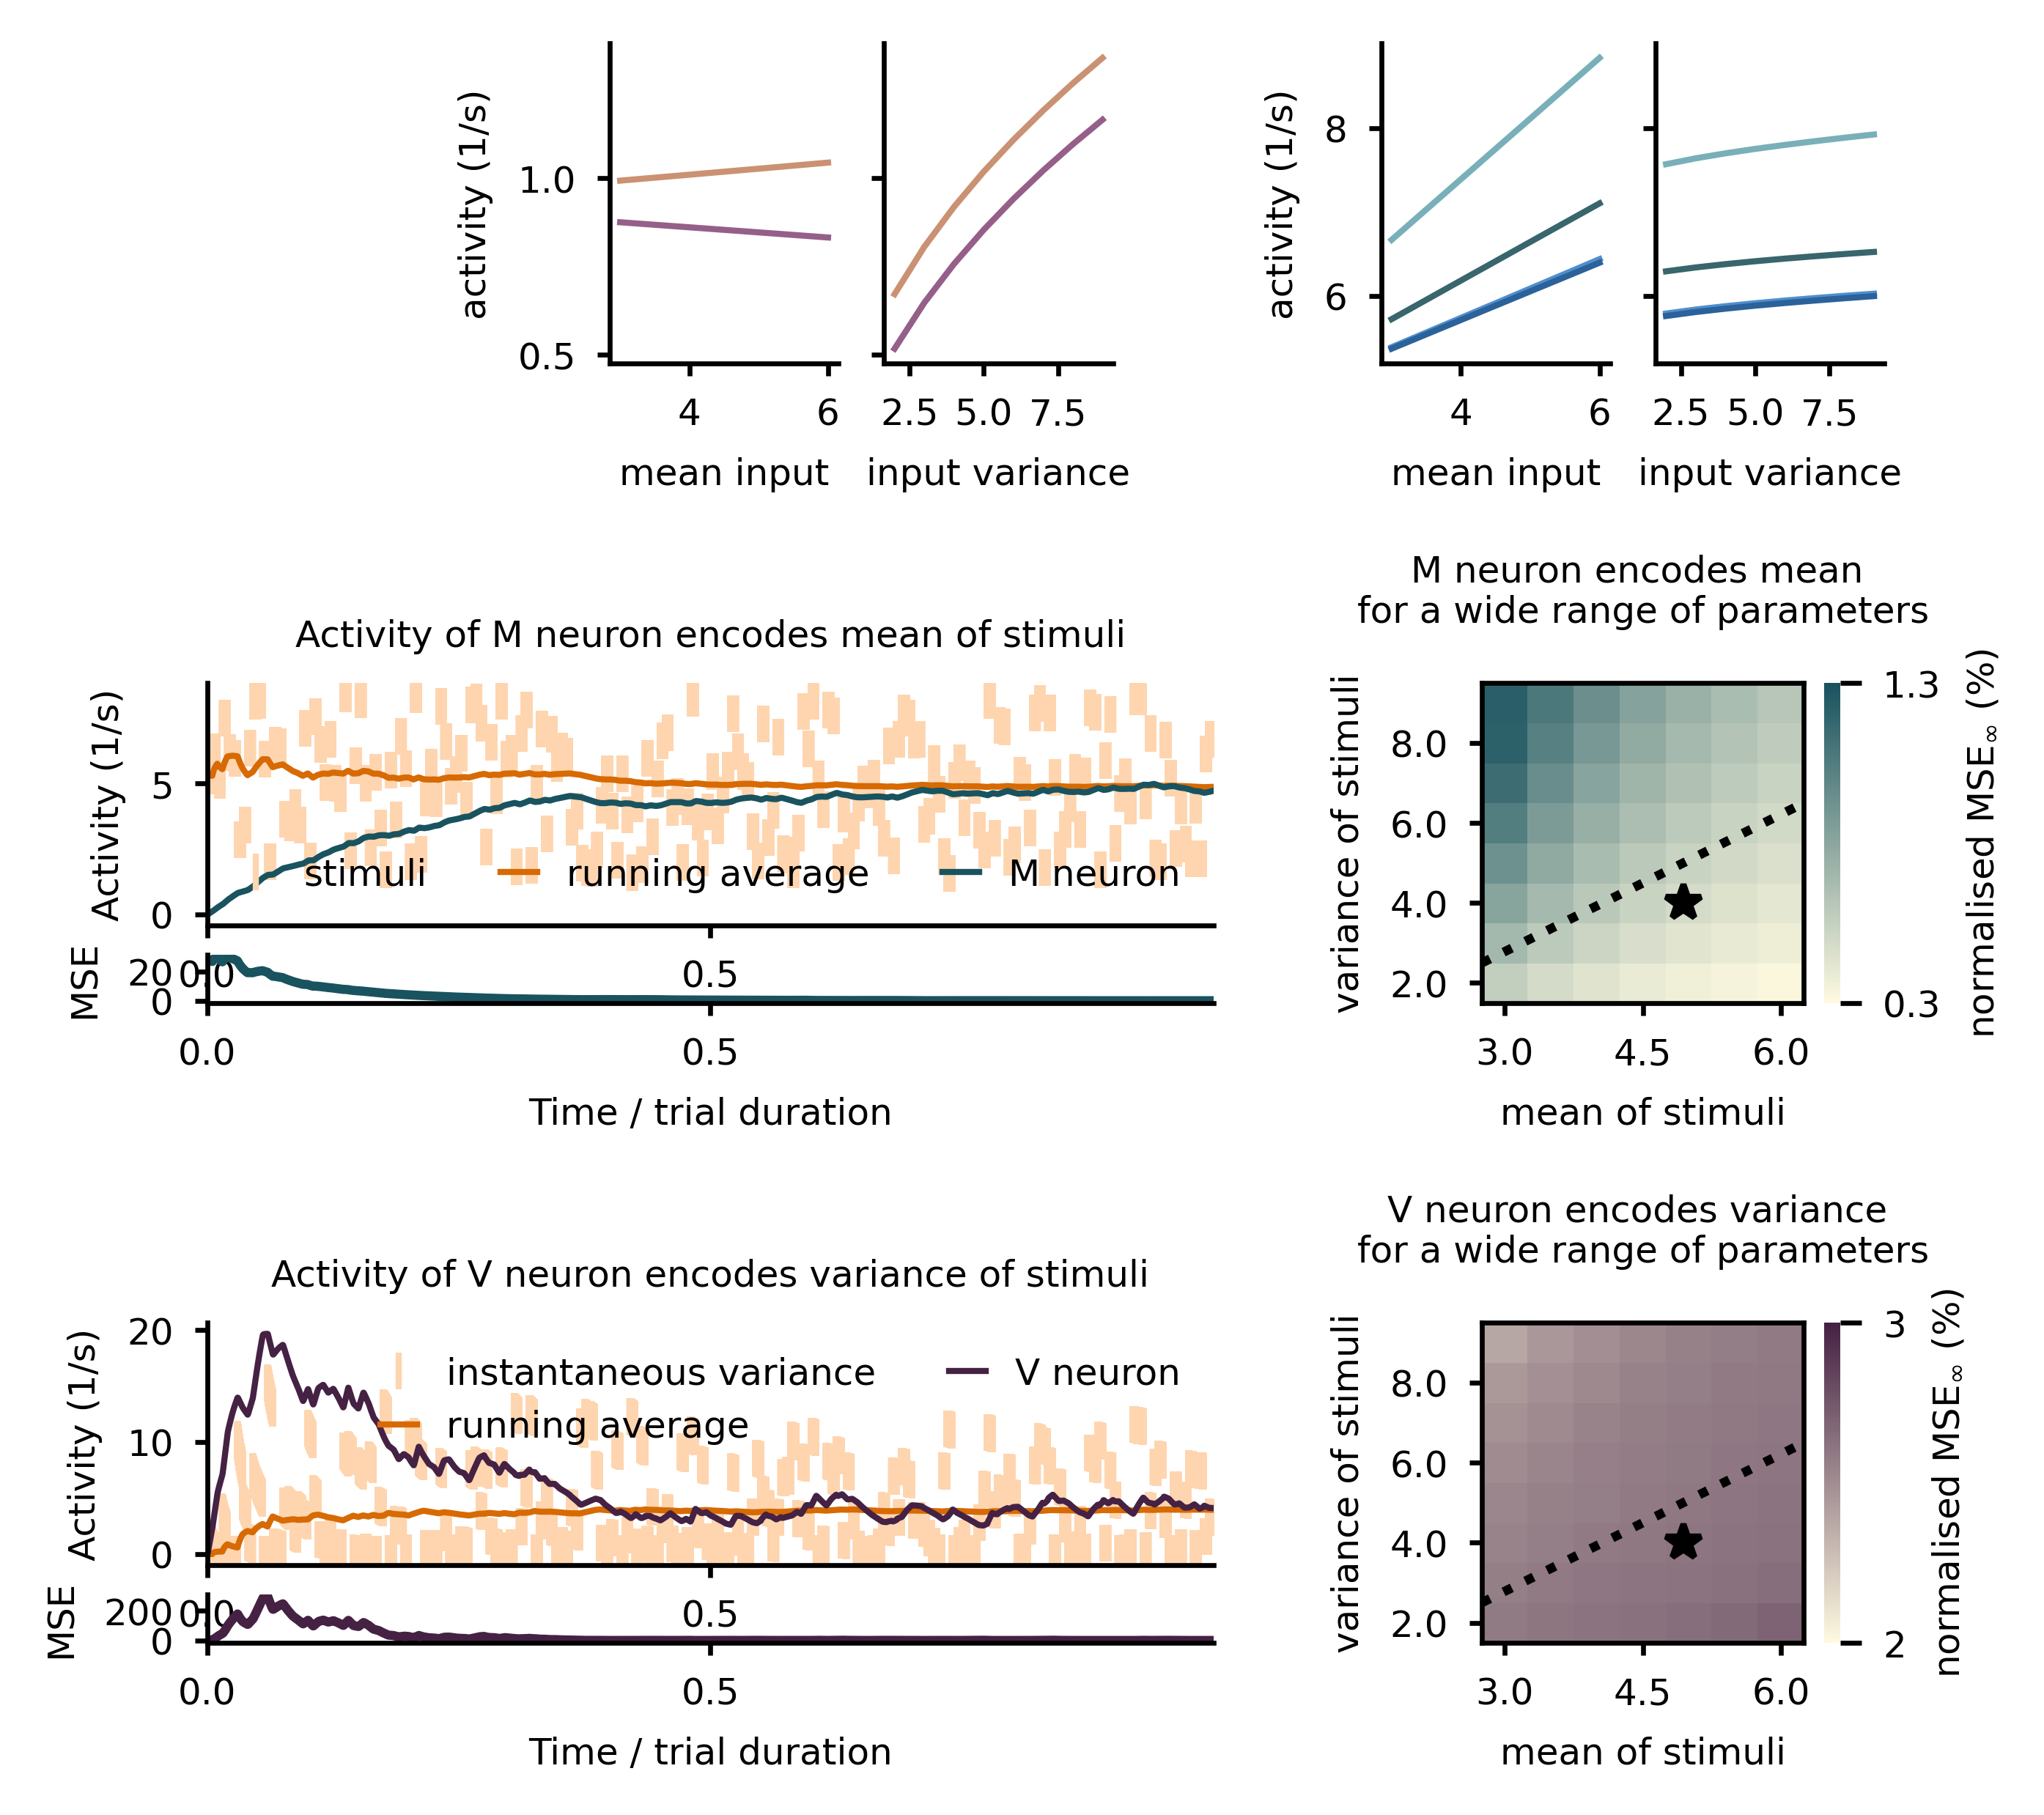 activity (1/s)
1.0
0.5
4
6
mean input
2.5
5.0
7.5
input variance
activity (1/s)
8
6
4
6
mean input
2.5
5.0
7.5
input variance
Activity of M neuron encodes mean of stimuli
Activity (1/s)
5
0
stimuli
running average
M neuron
MSE
20
0
0.0
0.5
0.0
0.5
Time / trial duration
M neuron encodes mean
for a wide range of parameters
variance of stimuli
8.0
6.0
4.0
2.0
3.0
4.5
6.0
mean of stimuli
1.3
0.3
normalised MSE∞ (%)
Activity of V neuron encodes variance of stimuli
Activity (1/s)
20
10
0
instantaneous variance
running average
V neuron
MSE
200
0
0.0
0.5
0.0
0.5
Time / trial duration
V neuron encodes variance
for a wide range of parameters
variance of stimuli
8.0
6.0
4.0
2.0
3.0
4.5
6.0
mean of stimuli
3
2
normalised MSE∞ (%)